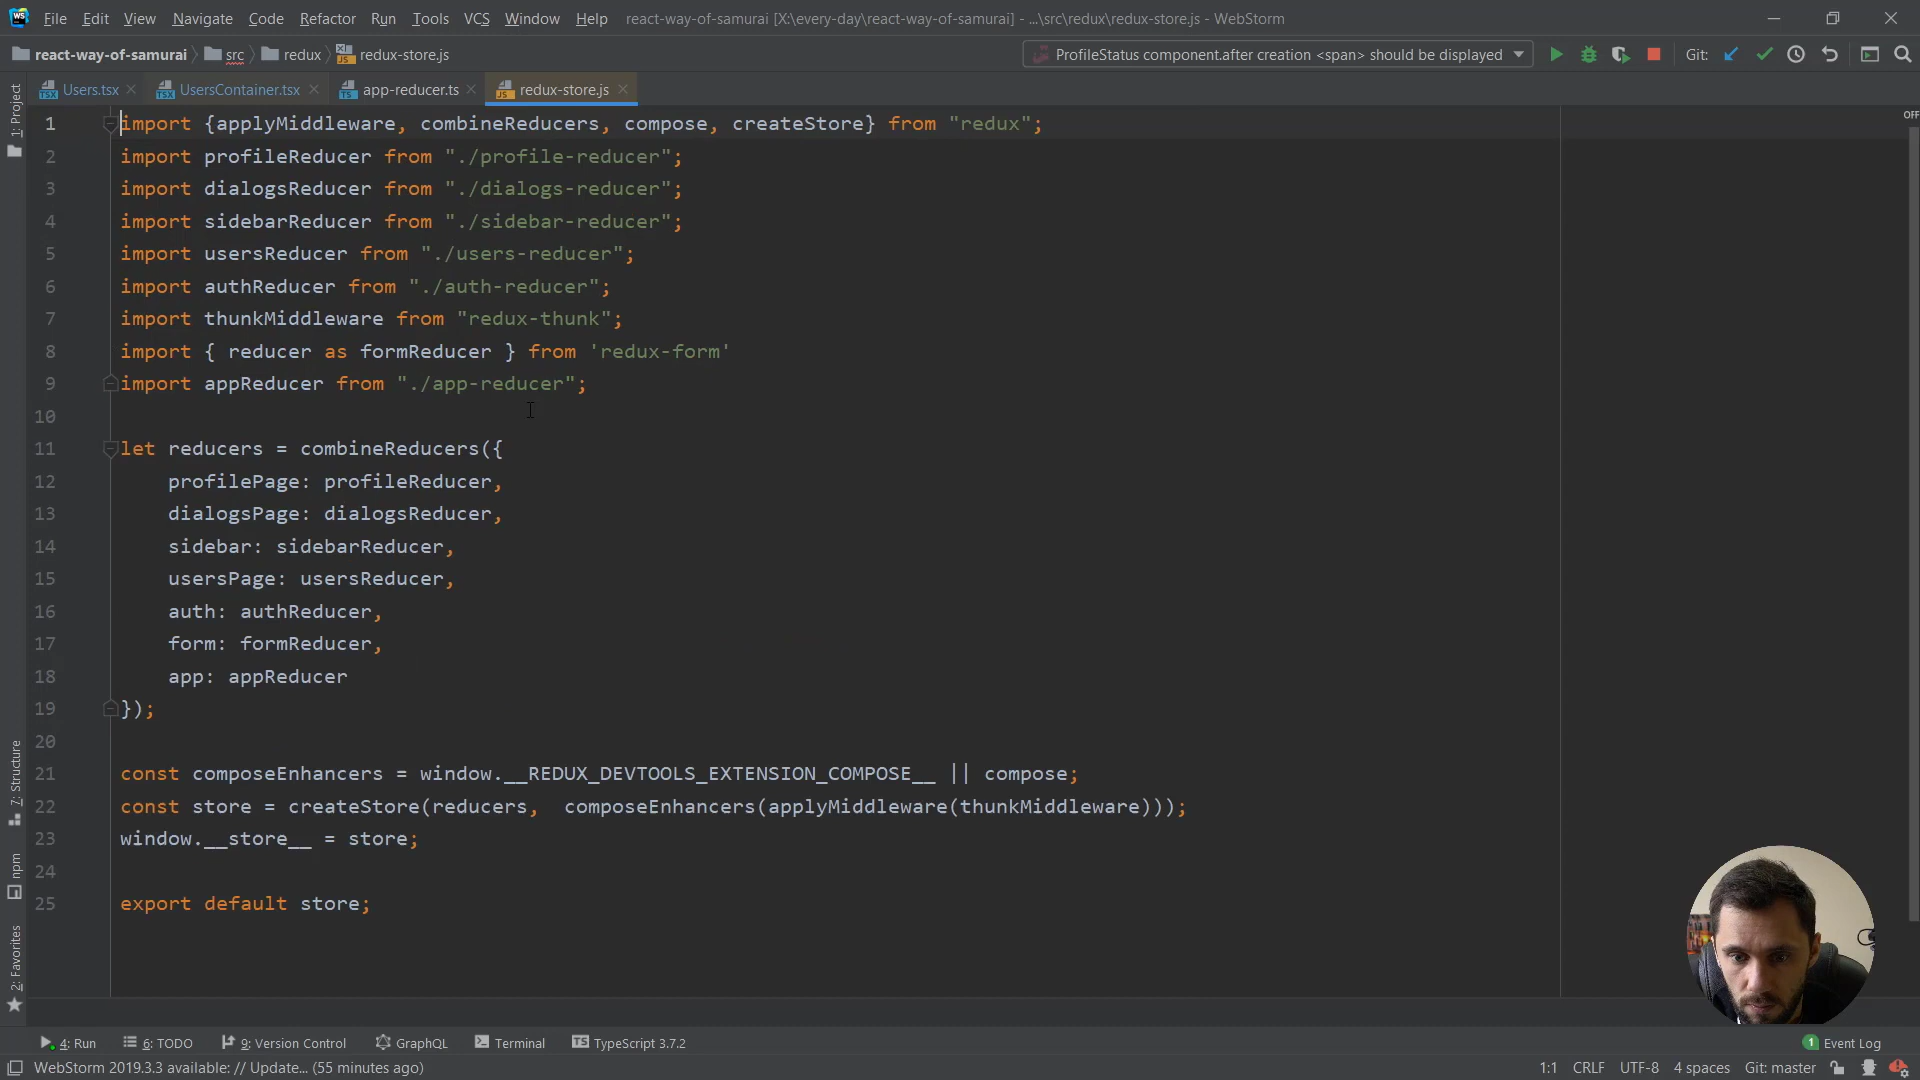 File Edit View Navigate Code Refactor Run Tools VCS Window Help react-way-of-samurai [X:\every-day\react-way-of-samurai] - ...\src\redux\redux-store.js - WebStorm
react-way-of-samurai src redux redux-store.js ProfileStatus component.after creation <span> should be displayed Git:
Users.tsx UsersContainer.tsx app-reducer.ts redux-store.js
1: Project
OFF
1 import {applyMiddleware, combineReducers, compose, createStore} from "redux";
2 import profileReducer from "./profile-reducer";
3 import dialogsReducer from "./dialogs-reducer";
4 import sidebarReducer from "./sidebar-reducer";
5 import usersReducer from "./users-reducer";
6 import authReducer from "./auth-reducer";
7 import thunkMiddleware from "redux-thunk";
8 import { reducer as formReducer } from 'redux-form'
9 import appReducer from "./app-reducer";
10
11 let reducers = combineReducers({
12     profilePage: profileReducer,
13     dialogsPage: dialogsReducer,
14     sidebar: sidebarReducer,
15     usersPage: usersReducer,
16     auth: authReducer,
17     form: formReducer,
18     app: appReducer
19 });
20
21 const composeEnhancers = window.__REDUX_DEVTOOLS_EXTENSION_COMPOSE__ || compose;
22 const store = createStore(reducers,  composeEnhancers(applyMiddleware(thunkMiddleware)));
23 window.__store__ = store;
24
25 export default store;
7: Structure
npm
2: Favorites
4: Run 6: TODO 9: Version Control GraphQL Terminal TypeScript 3.7.2 1 Event Log
WebStorm 2019.3.3 available: // Update... (55 minutes ago) 1:1 CRLF UTF-8 4 spaces Git: master